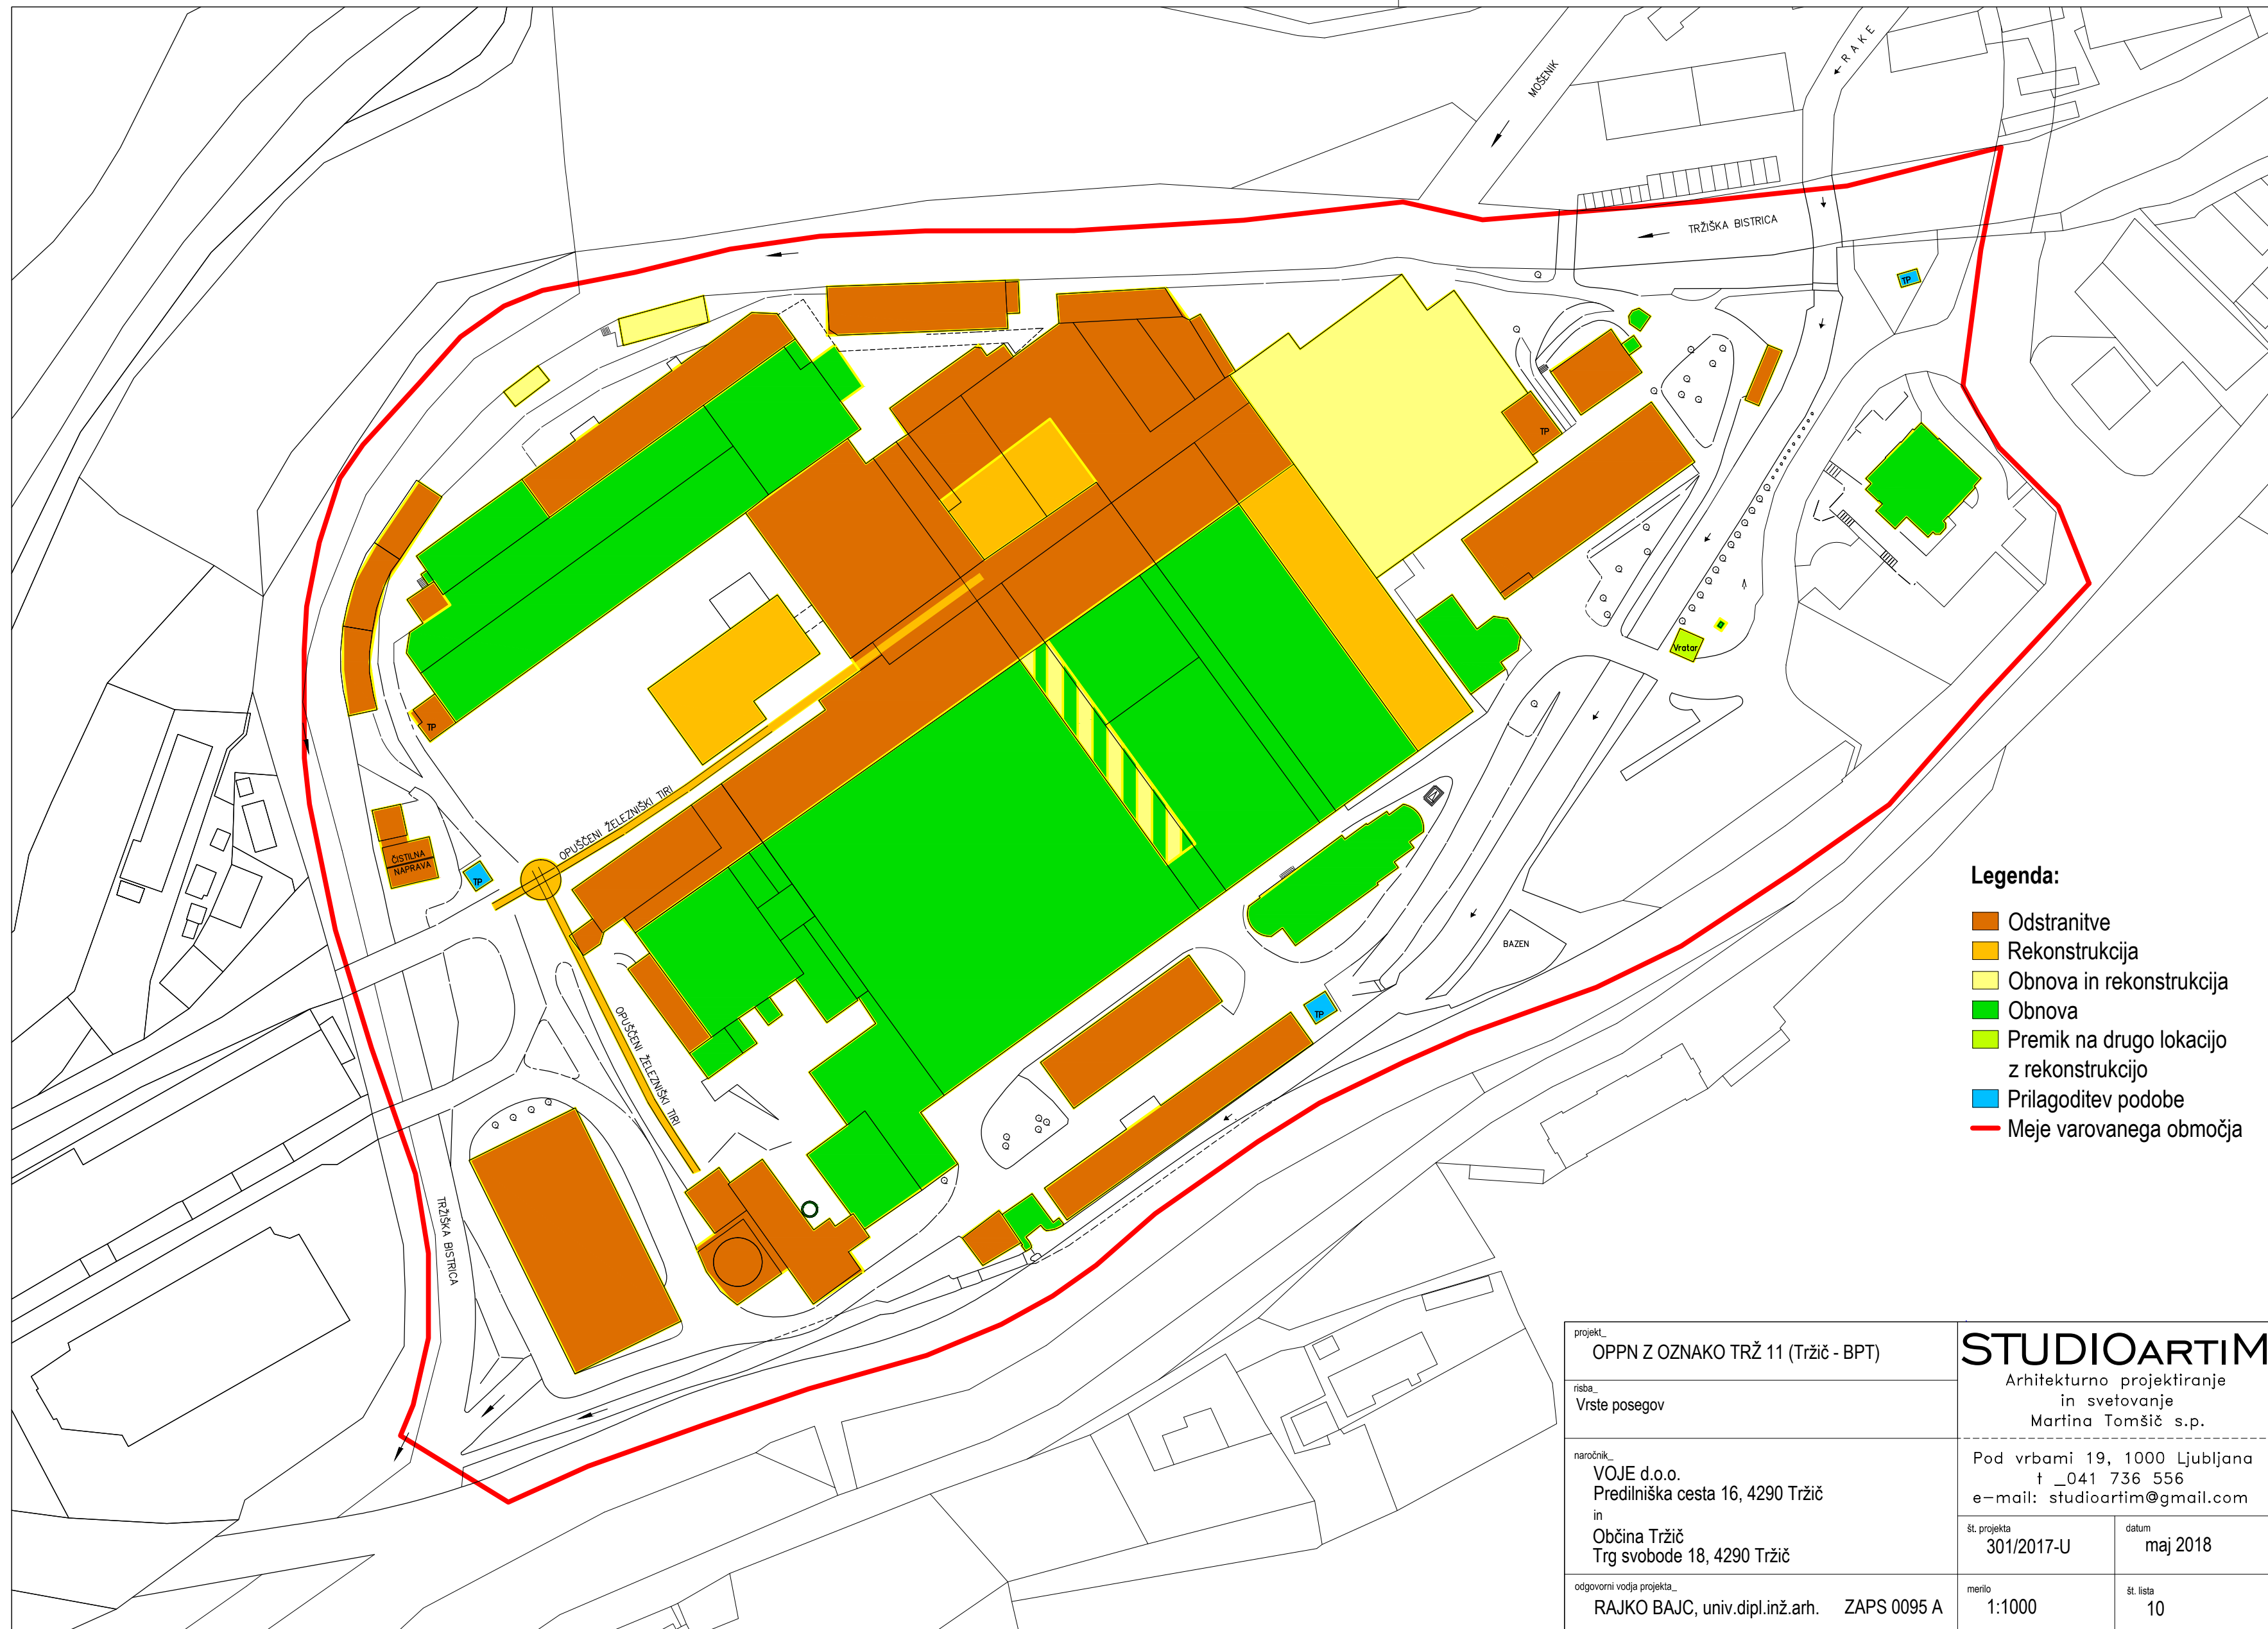 MOŠENIK
RAKE
TRŽIŠKA BISTRICA
TP
TP
Vratar
TP
OPUŠČENI ŽELEZNIŠKI TIRI
ČISTILNA
NAPRAVA
TP
BAZEN
TP
OPUŠČENI ŽELEZNIŠKI TIRI
TRŽIŠKA BISTRICA
Legenda:
Odstranitve
Rekonstrukcija
Obnova in rekonstrukcija
Obnova
Premik na drugo lokacijo
z rekonstrukcijo
Prilagoditev podobe
Meje varovanega območja
projekt_
OPPN Z OZNAKO TRŽ 11 (Tržič - BPT)
risba_
Vrste posegov
naročnik_
VOJE d.o.o.
Predilniška cesta 16, 4290 Tržič
in
Občina Tržič
Trg svobode 18, 4290 Tržič
odgovorni vodja projekta_
RAJKO BAJC, univ.dipl.inž.arh. ZAPS 0095 A
STUDIOARTIM
Arhitekturno projektiranje
in svetovanje
Martina Tomšič s.p.
Pod vrbami 19, 1000 Ljubljana
t _041 736 556
e-mail: studioartim@gmail.com
št. projekta
301/2017-U
datum
maj 2018
merilo
1:1000
št. lista
10